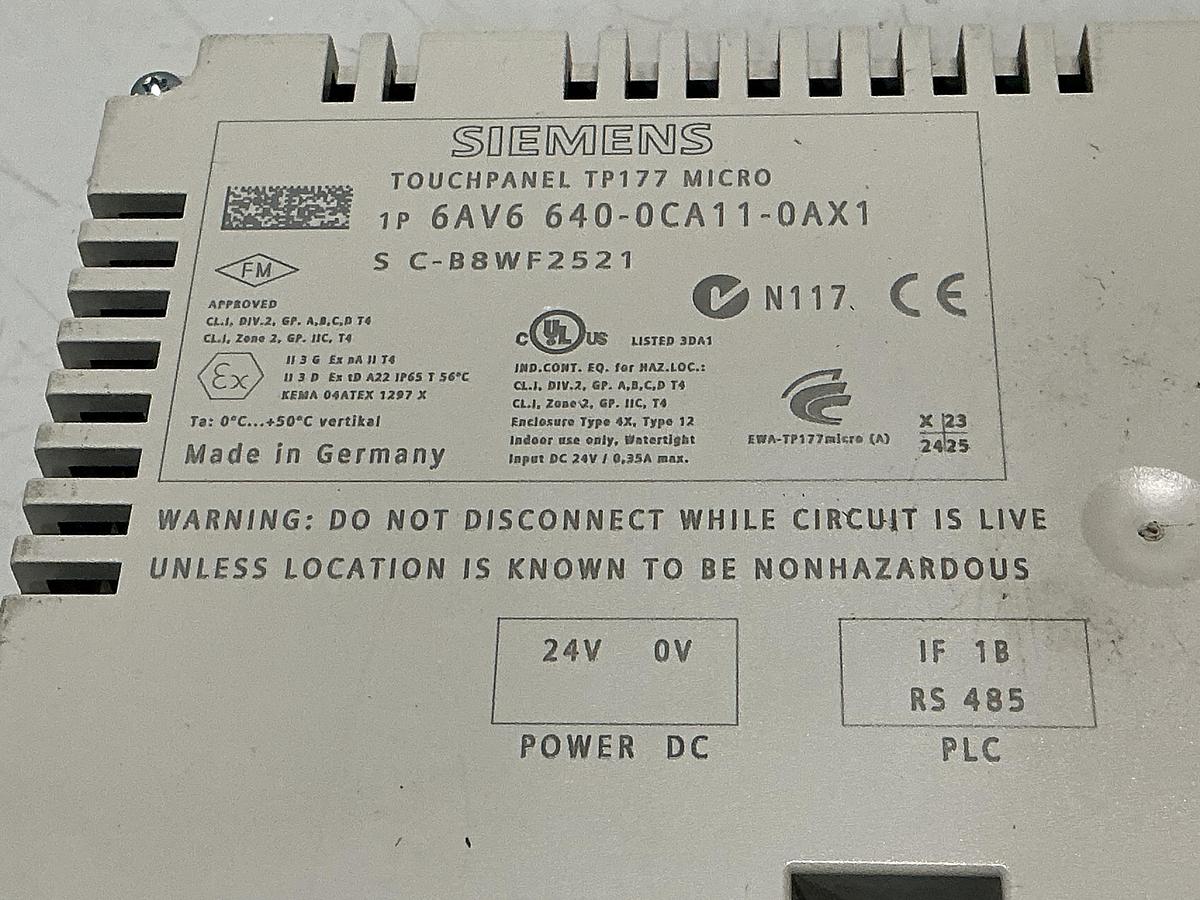 SIEMENS
TOUCHPANEL TP177 MICRO
1P 6AV6 640-0CA11-0AX1
S C-B8WF2521
FM
APPROVED
CL.I, DIV.2, GP. A,B,C,D T4
CL.I, Zone 2, GP. IIC, T4
Ex
II 3 G Ex nA II T4
II 3 D Ex tD A22 IP65 T 56°C
KEMA 04ATEX 1297 X
Ta: 0°C...+50°C vertikal
Made in Germany
N117
CE
C UL US LISTED 3DA1
IND.CONT. EQ. for HAZ.LOC.:
CL.I, DIV.2, GP. A,B,C,D T4
CL.I, Zone 2, GP. IIC, T4
Enclosure Type 4X, Type 12
Indoor use only, Watertight
Input DC 24V / 0,35A max.
EWA-TP177micro (A)
X 23
2425
WARNING: DO NOT DISCONNECT WHILE CIRCUIT IS LIVE
UNLESS LOCATION IS KNOWN TO BE NONHAZARDOUS
24V 0V
POWER DC
IF 1B
RS 485
PLC